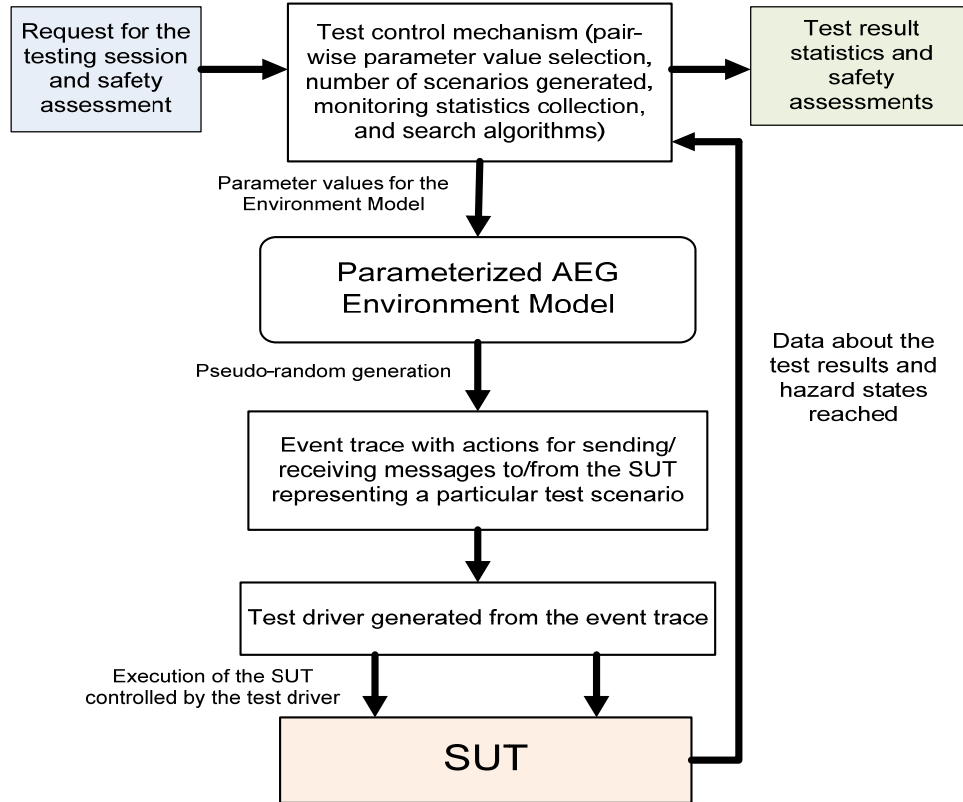 Request for the
testing session
and safety
assessment
Test control mechanism (pair-
wise parameter value selection,
number of scenarios generated,
monitoring statistics collection,
and search algorithms)
Test result
statistics and
safety
assessments
Parameter values for the
Environment Model
Parameterized AEG
Environment Model
Pseudo-random generation
Data about the
test results and
hazard states
reached
Event trace with actions for sending/
receiving messages to/from the SUT
representing a particular test scenario
Test driver generated from the event trace
Execution of the SUT
controlled by the test driver
SUT